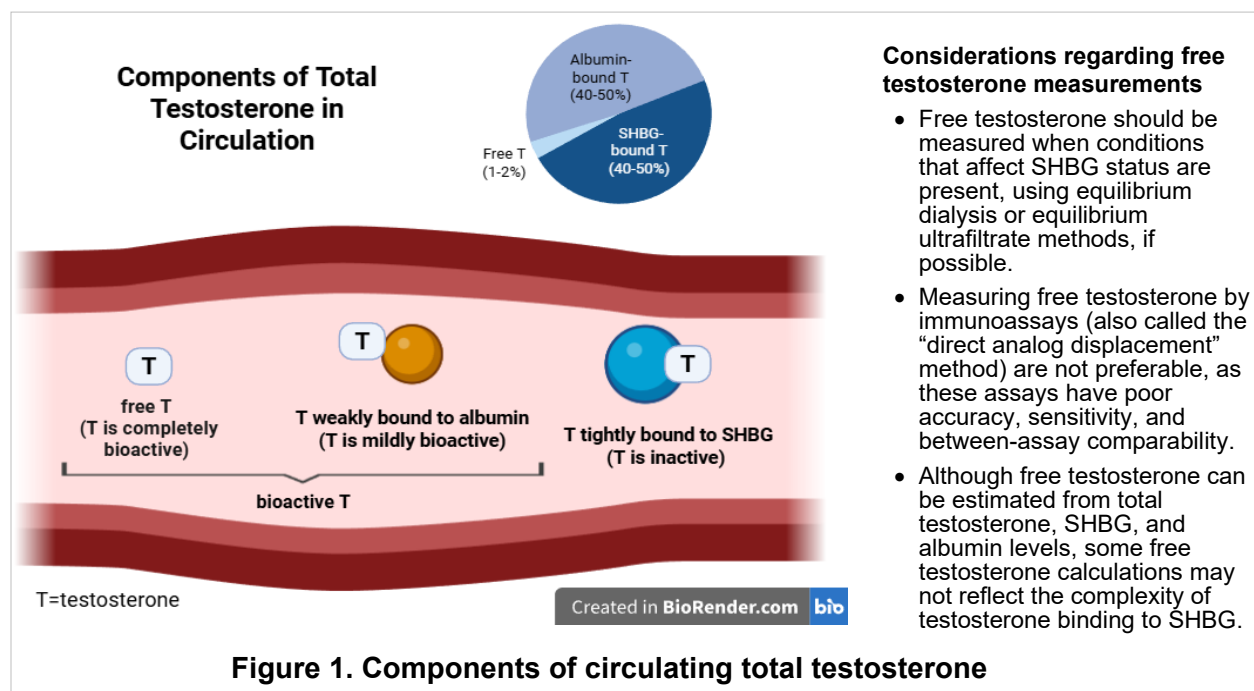 Components of Total
Testosterone in
Circulation
Albumin-
bound T
(40-50%)
SHBG-
bound T
(40-50%)
Free T
(1-2%)
T
free T
(T is completely
bioactive)
T
T weakly bound to albumin
(T is mildly bioactive)
T
T tightly bound to SHBG
(T is inactive)
bioactive T
T=testosterone
Created in BioRender.com bio
Considerations regarding free
testosterone measurements
• Free testosterone should be
measured when conditions
that affect SHBG status are
present, using equilibrium
dialysis or equilibrium
ultrafiltrate methods, if
possible.
• Measuring free testosterone by
immunoassays (also called the
“direct analog displacement”
method) are not preferable, as
these assays have poor
accuracy, sensitivity, and
between-assay comparability.
• Although free testosterone can
be estimated from total
testosterone, SHBG, and
albumin levels, some free
testosterone calculations may
not reflect the complexity of
testosterone binding to SHBG.
Figure 1. Components of circulating total testosterone